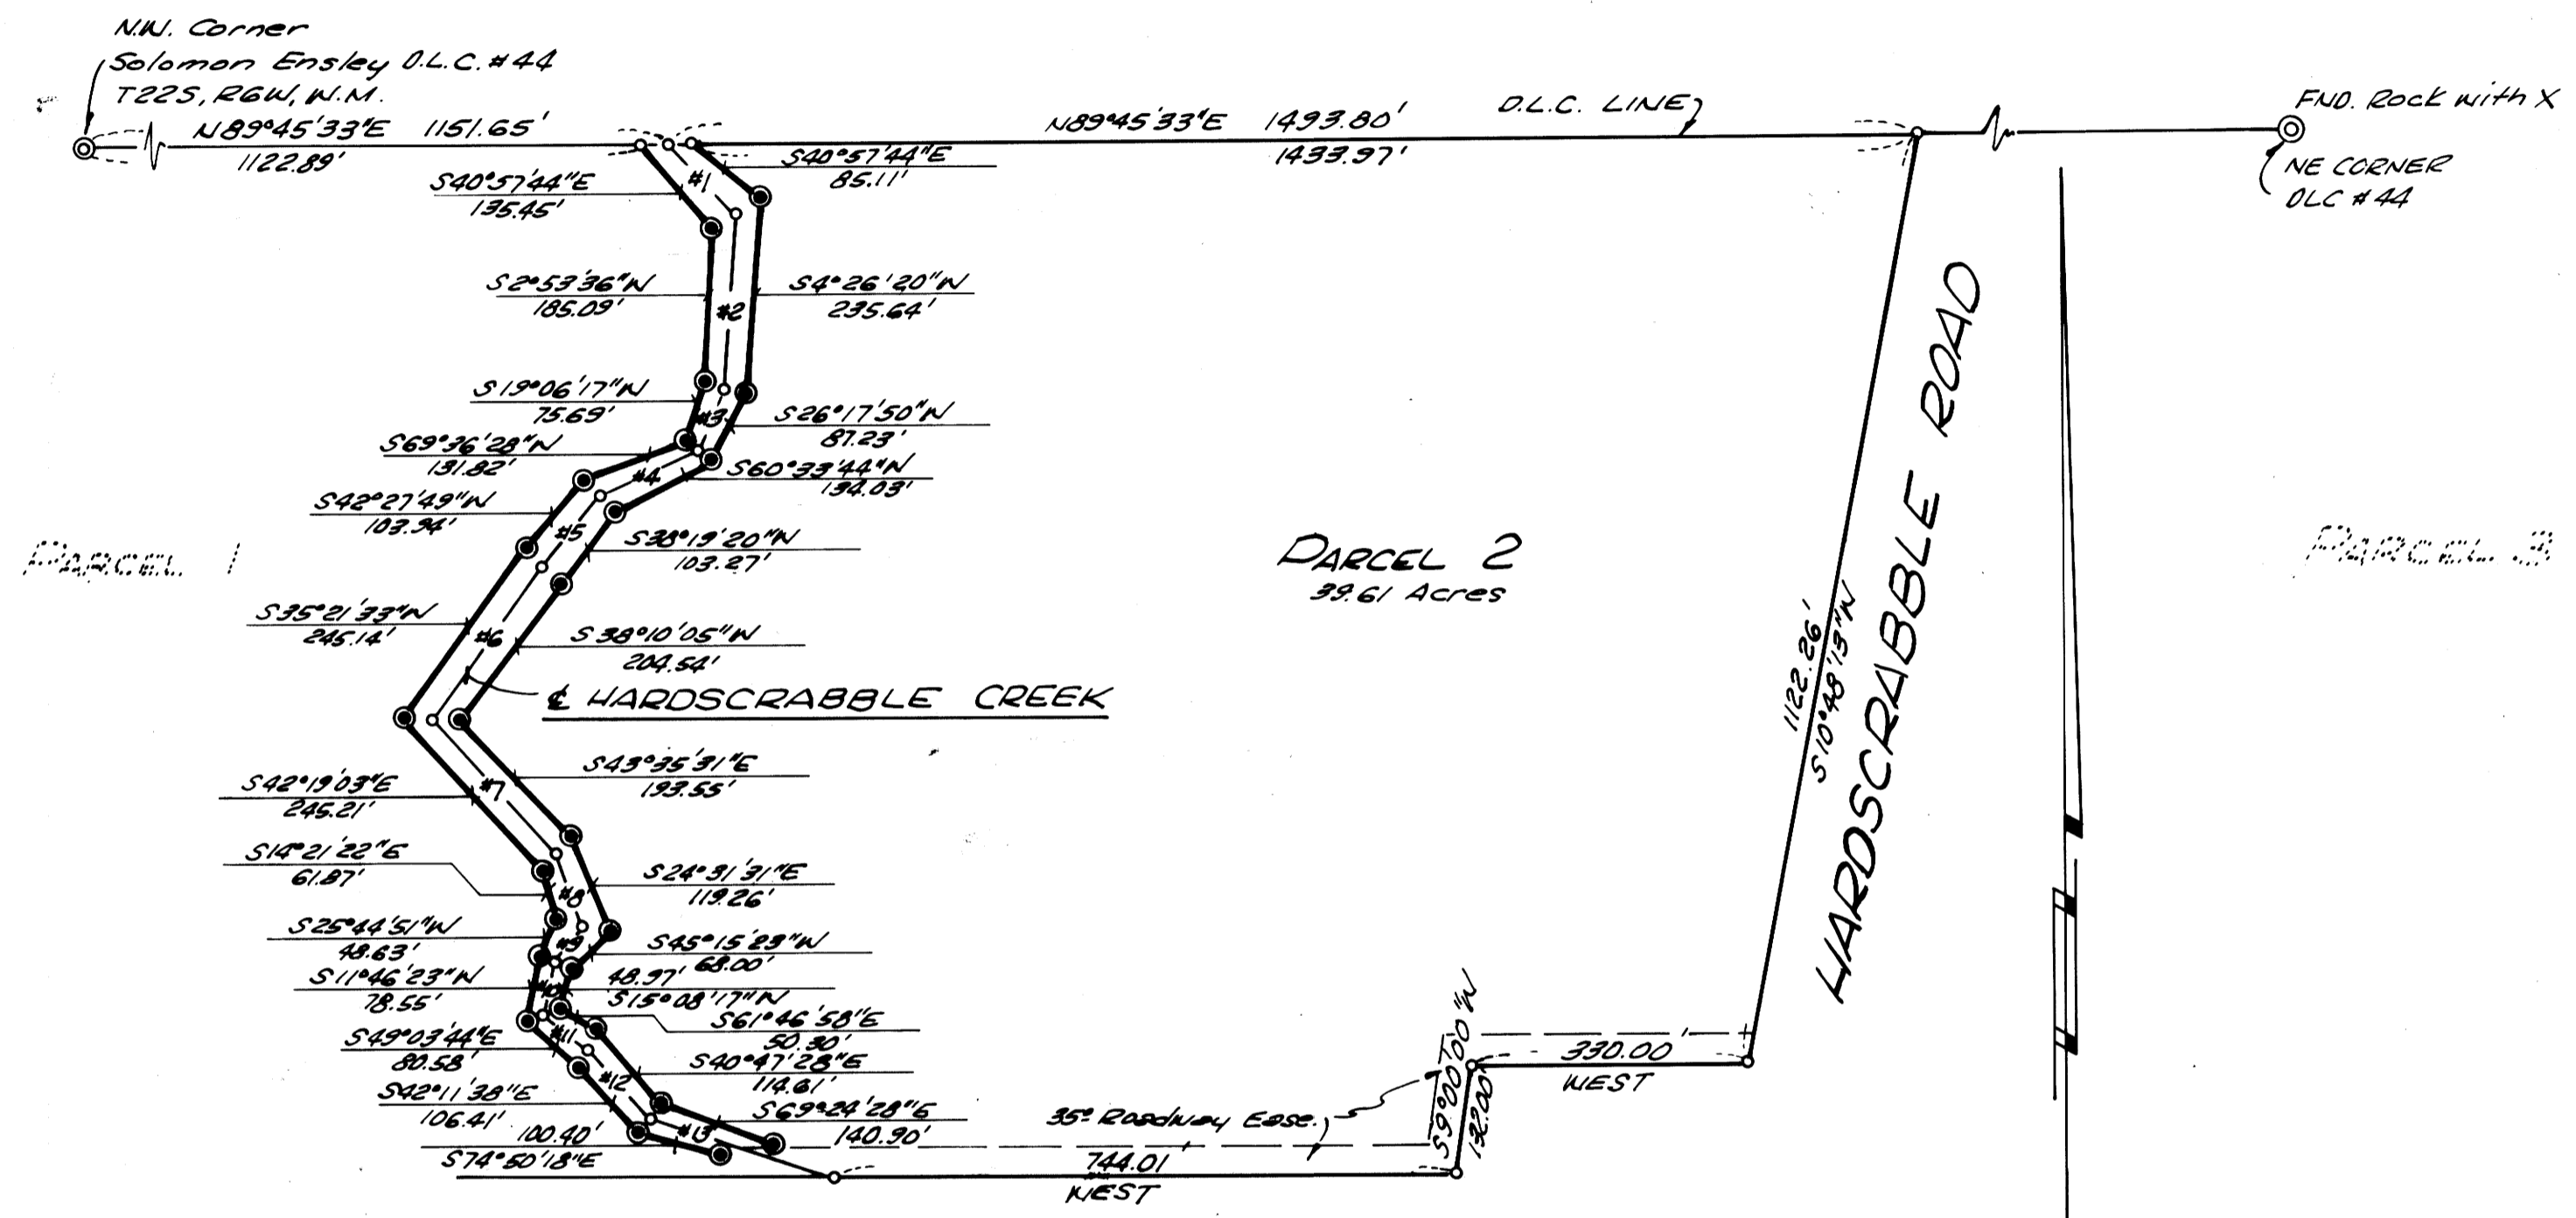 N.W. Corner
Solomon Ensley D.L.C. #44
T22S, R6W, W.M.
N89°45'33"E 1151.65'
1122.89'
N89°45'33"E 1493.80'
1433.97'
D.L.C. LINE
FND. Rock with X
NE CORNER
DLC #44
S40°57'44"E
85.11'
#1
S40°57'44"E
135.45'
S2°53'36"W
185.09'
#2
S4°26'20"W
235.64'
S19°06'17"W
75.69'
#3
S26°17'50"W
87.23'
S69°36'28"W
131.82'
#4
S60°33'44"W
134.03'
S42°27'49"W
103.94'
#5
S38°19'20"W
103.27'
PARCEL 1
PARCEL 2
39.61 Acres
PARCEL 3
S35°21'33"W
245.14'
#6
S38°10'05"W
204.54'
℄ HARDSCRABBLE CREEK
1122.26'
S10°48'13"W
HARDSCRABBLE ROAD
S42°19'03"E
245.21'
#7
S43°35'31"E
193.55'
S14°21'22"E
61.87'
#8
S24°31'31"E
119.26'
S25°44'51"W
48.63'
#9
S45°15'23"W
68.00'
S11°46'23"W
78.55'
#10
48.97'
S15°08'17"W
S61°46'58"E
50.30'
S49°03'44"E
80.58'
#11
S40°47'28"E
114.61'
S42°11'38"E
106.41'
#12
S69°24'28"E
140.90'
100.40'
S74°50'18"E
#13
35' Roadway Ease.
744.01'
WEST
S9°00'00"W
132.00'
330.00'
WEST